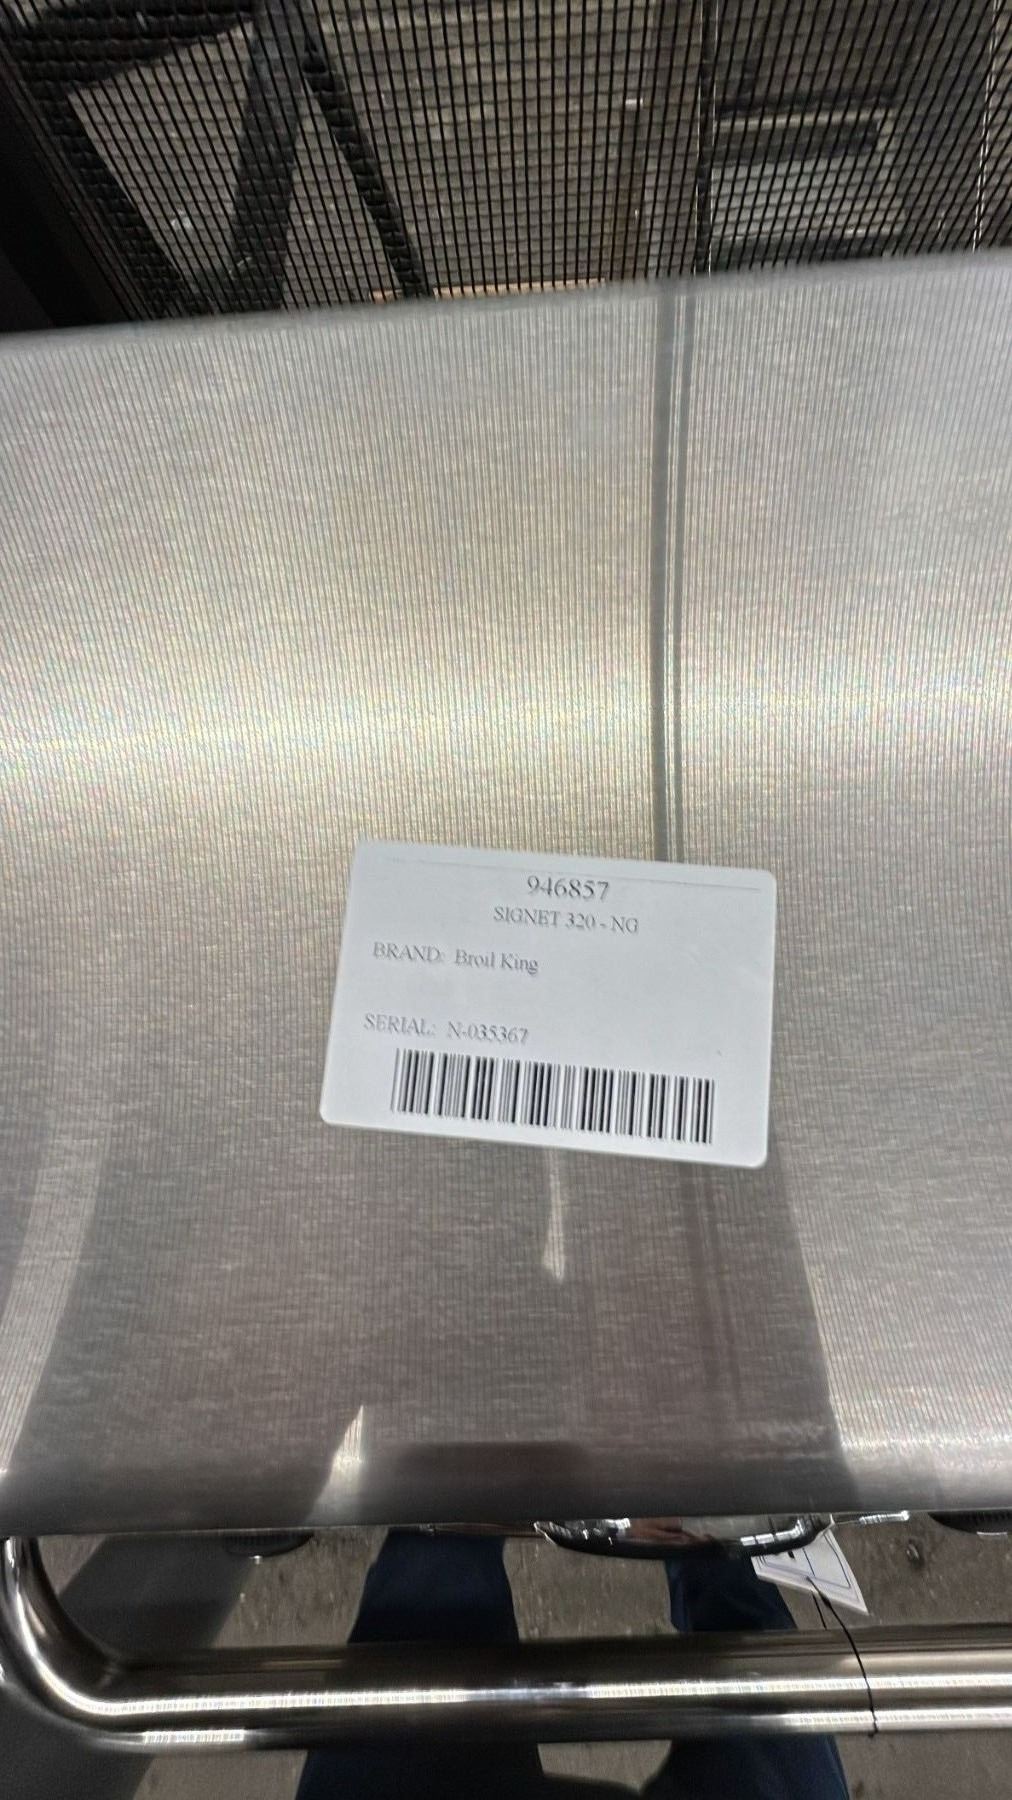 946857
SIGNET 320 - NG
BRAND: Broil King
SERIAL: N-035367